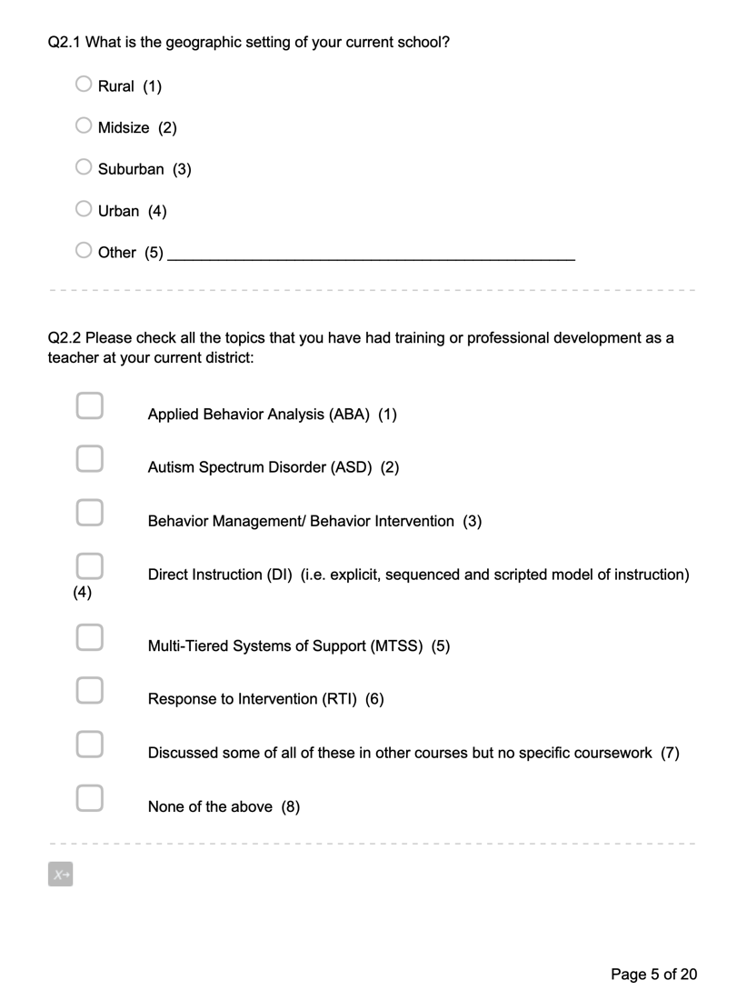 Q2.1 What is the geographic setting of your current school?
Rural (1)
Midsize (2)
Suburban (3)
Urban (4)
Other (5) ________________________________________________
Q2.2 Please check all the topics that you have had training or professional development as a
teacher at your current district:
Applied Behavior Analysis (ABA) (1)
Autism Spectrum Disorder (ASD) (2)
Behavior Management/ Behavior Intervention (3)
Direct Instruction (DI) (i.e. explicit, sequenced and scripted model of instruction)
(4)
Multi-Tiered Systems of Support (MTSS) (5)
Response to Intervention (RTI) (6)
Discussed some of all of these in other courses but no specific coursework (7)
None of the above (8)
X→
Page 5 of 20